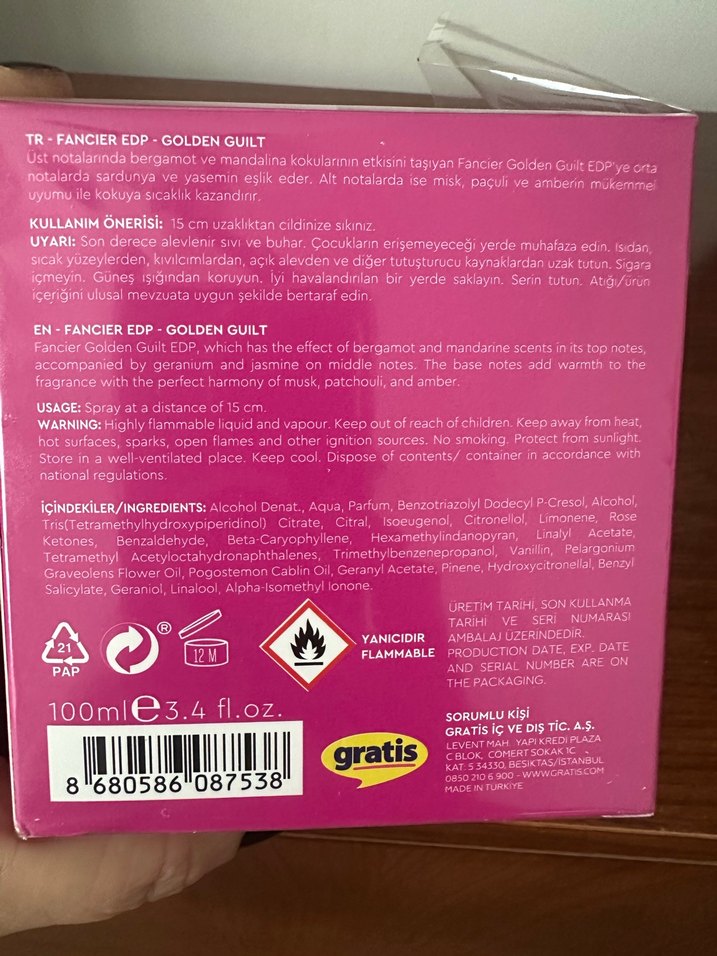 TR - FANCIER EDP - GOLDEN GUILT
Üst notalarında bergamot ve mandalina kokularının etkisini taşıyan Fancier Golden Guilt EDP'ye orta
notalarda sardunya ve yasemin eşlik eder. Alt notalarda ise misk, paçuli ve amberin mükemmel
uyumu ile kokuya sıcaklık kazandırır.
KULLANIM ÖNERİSİ: 15 cm uzaklıktan cildinize sıkınız.
UYARI: Son derece alevlenir sıvı ve buhar. Çocukların erişemeyeceği yerde muhafaza edin. Isıdan,
sıcak yüzeylerden, kıvılcımlardan, açık alevden ve diğer tutuşturucu kaynaklardan uzak tutun. Sigara
içmeyin. Güneş ışığından koruyun. İyi havalandırılan bir yerde saklayın. Serin tutun. Atığı/ürün
içeriğini ulusal mevzuata uygun şekilde bertaraf edin.
EN - FANCIER EDP - GOLDEN GUILT
Fancier Golden Guilt EDP, which has the effect of bergamot and mandarine scents in its top notes,
accompanied by geranium and jasmine on middle notes. The base notes add warmth to the
fragrance with the perfect harmony of musk, patchouli, and amber.
USAGE: Spray at a distance of 15 cm.
WARNING: Highly flammable liquid and vapour. Keep out of reach of children. Keep away from heat,
hot surfaces, sparks, open flames and other ignition sources. No smoking. Protect from sunlight.
Store in a well-ventilated place. Keep cool. Dispose of contents/ container in accordance with
national regulations.
İÇİNDEKİLER/INGREDIENTS: Alcohol Denat., Aqua, Parfum, Benzotriazolyl Dodecyl P-Cresol, Alcohol,
Tris(Tetramethylhydroxypiperidinol) Citrate, Citral, Isoeugenol, Citronellol, Limonene, Rose
Ketones, Benzaldehyde, Beta-Caryophyllene, Hexamethylindanopyran, Linalyl Acetate,
Tetramethyl Acetyloctahydronaphthalenes, Trimethylbenzenepropanol, Vanillin, Pelargonium
Graveolens Flower Oil, Pogostemon Cablin Oil, Geranyl Acetate, Pinene, Hydroxycitronellal, Benzyl
Salicylate, Geraniol, Linalool, Alpha-Isomethyl Ionone.
21
PAP
®
12 M
YANICIDIR
FLAMMABLE
ÜRETİM TARİHİ, SON KULLANMA
TARİHİ VE SERİ NUMARASI
AMBALAJ ÜZERİNDEDİR.
PRODUCTION DATE, EXP. DATE
AND SERIAL NUMBER ARE ON
THE PACKAGING.
100ml e 3.4 fl.oz.
8 680586 087538
gratis
SORUMLU KİŞİ
GRATİS İÇ VE DIŞ TİC. A.Ş.
LEVENT MAH. YAPI KREDİ PLAZA
C BLOK, CÖMERT SOKAK 1C
KAT: 5 34330, BEŞİKTAŞ/İSTANBUL
0850 210 6 900 - WWW.GRATIS.COM
MADE IN TÜRKİYE